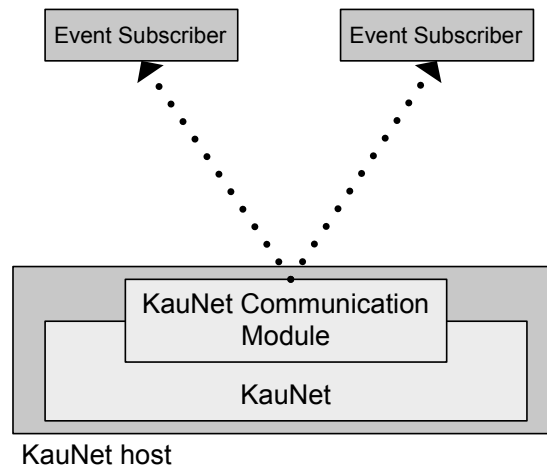 Event Subscriber
Event Subscriber
KauNet Communication
Module
KauNet
KauNet host